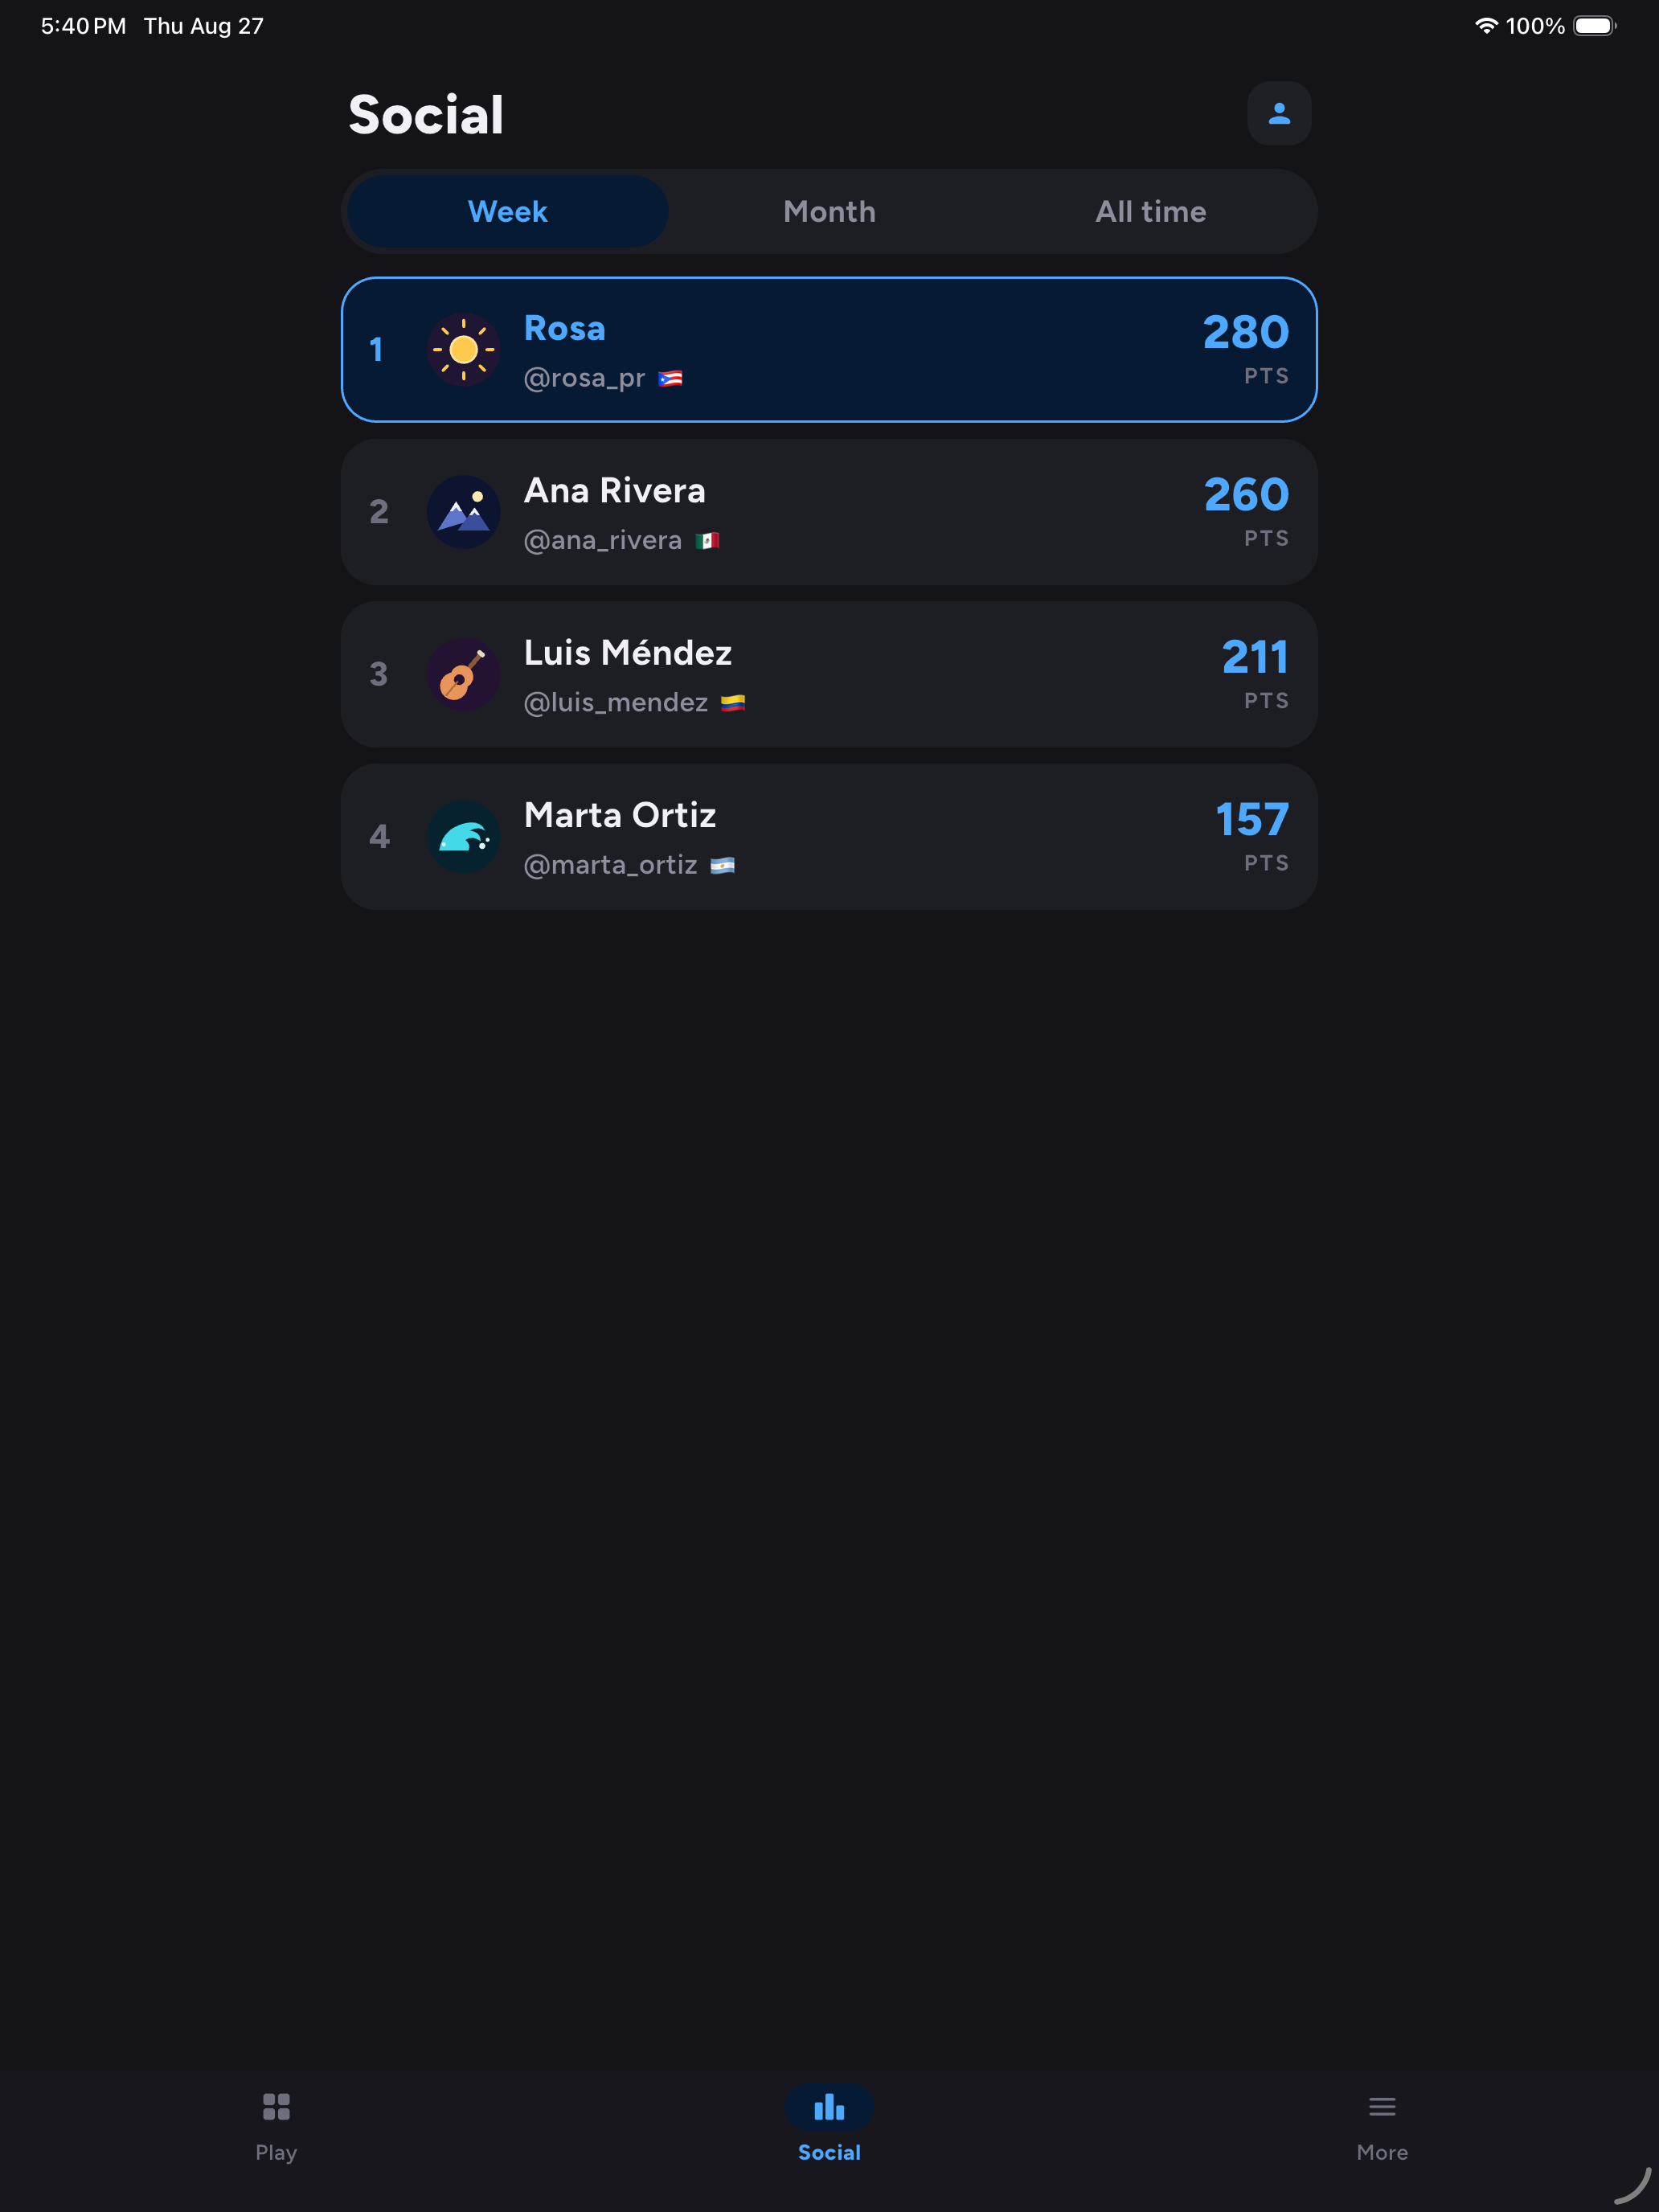 5:40 PM Thu Aug 27
100%
Social
Week Month All time
1
Rosa
@rosa_pr 🇵🇷
280
PTS
2
Ana Rivera
@ana_rivera 🇲🇽
260
PTS
3
Luis Méndez
@luis_mendez 🇨🇴
211
PTS
4
Marta Ortiz
@marta_ortiz 🇦🇷
157
PTS
Play Social More